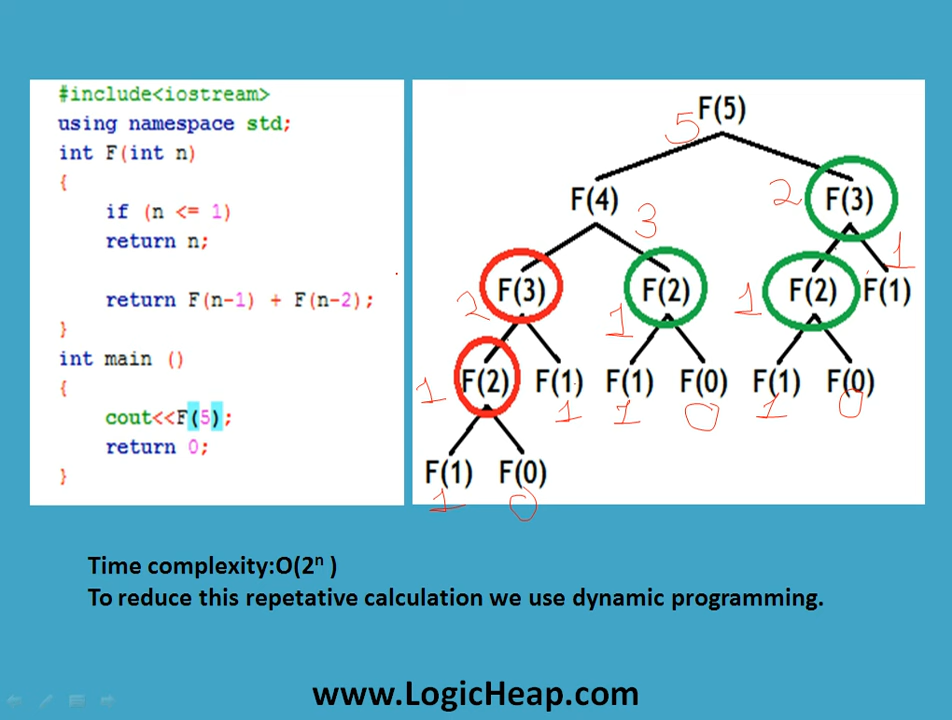 #include<iostream>
using namespace std;
int F(int n)
{
if (n <= 1)
return n;
return F(n-1) + F(n-2);
}
int main ()
{
cout<<F(5);
return 0;
}
F(5)
5
F(4)
3
2
F(3)
F(3)
2
F(2)
1
1
F(2)
F(1)
1
1
F(2)
F(1)
1
F(1)
1
F(0)
0
F(1)
1
F(0)
0
F(1)
1
F(0)
0
Time complexity:O(2ⁿ )
To reduce this repetative calculation we use dynamic programming.
www.LogicHeap.com